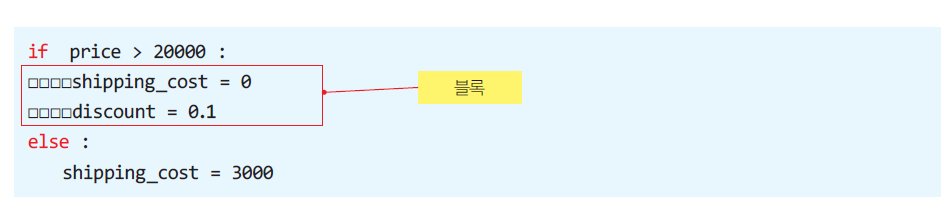 if  price > 20000 :
□□□□shipping_cost = 0
블록
□□□□discount = 0.1
else :
   shipping_cost = 3000